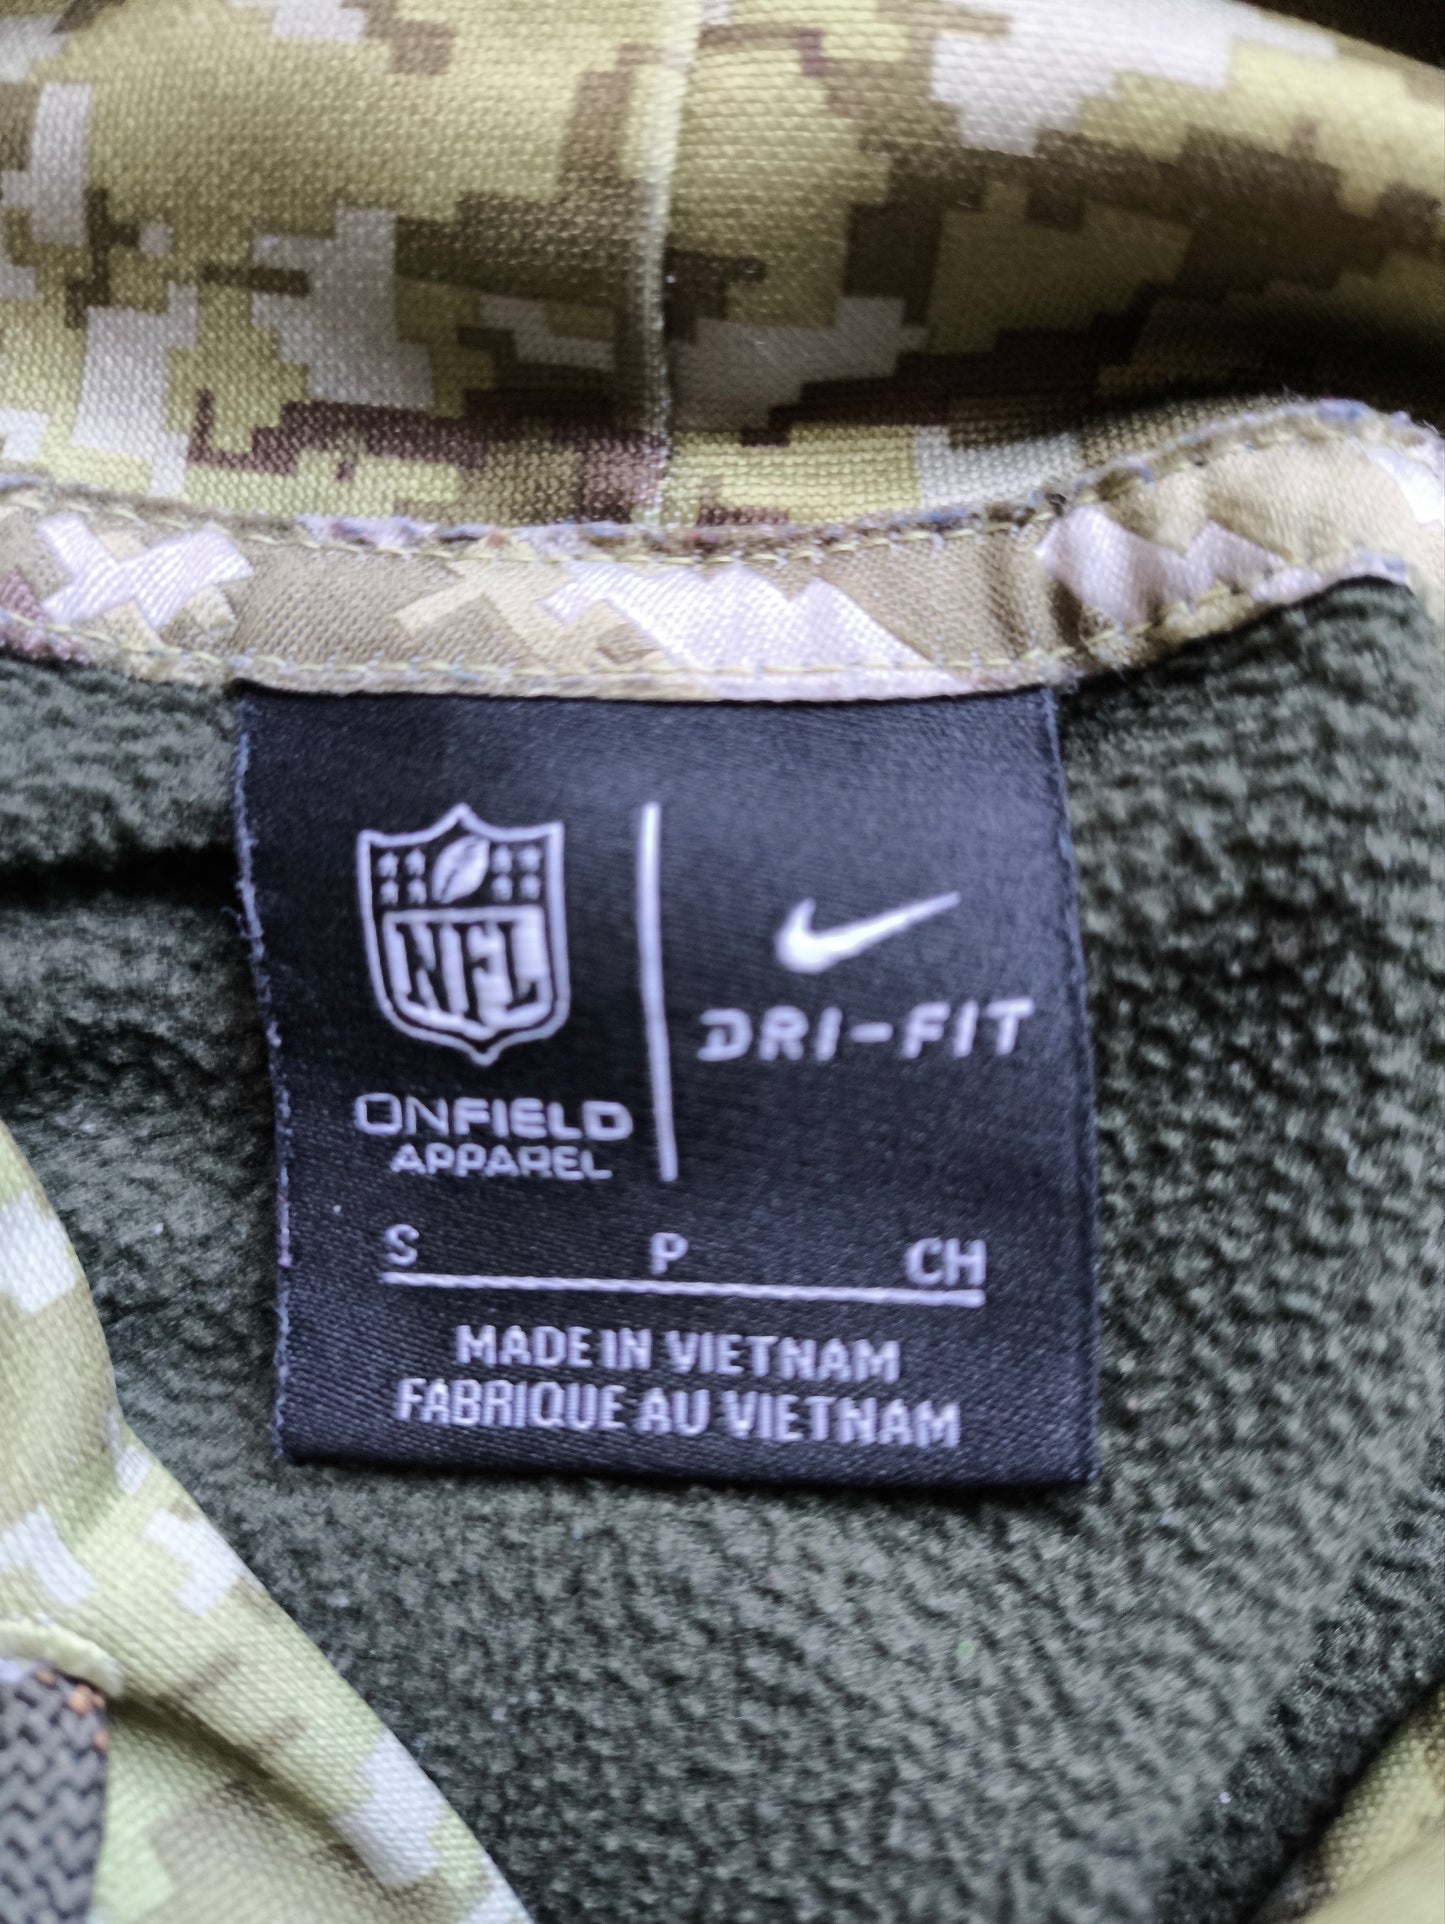 NFL
ONFIELD
APPAREL
DRI-FIT
S P CH
MADE IN VIETNAM
FABRIQUE AU VIETNAM